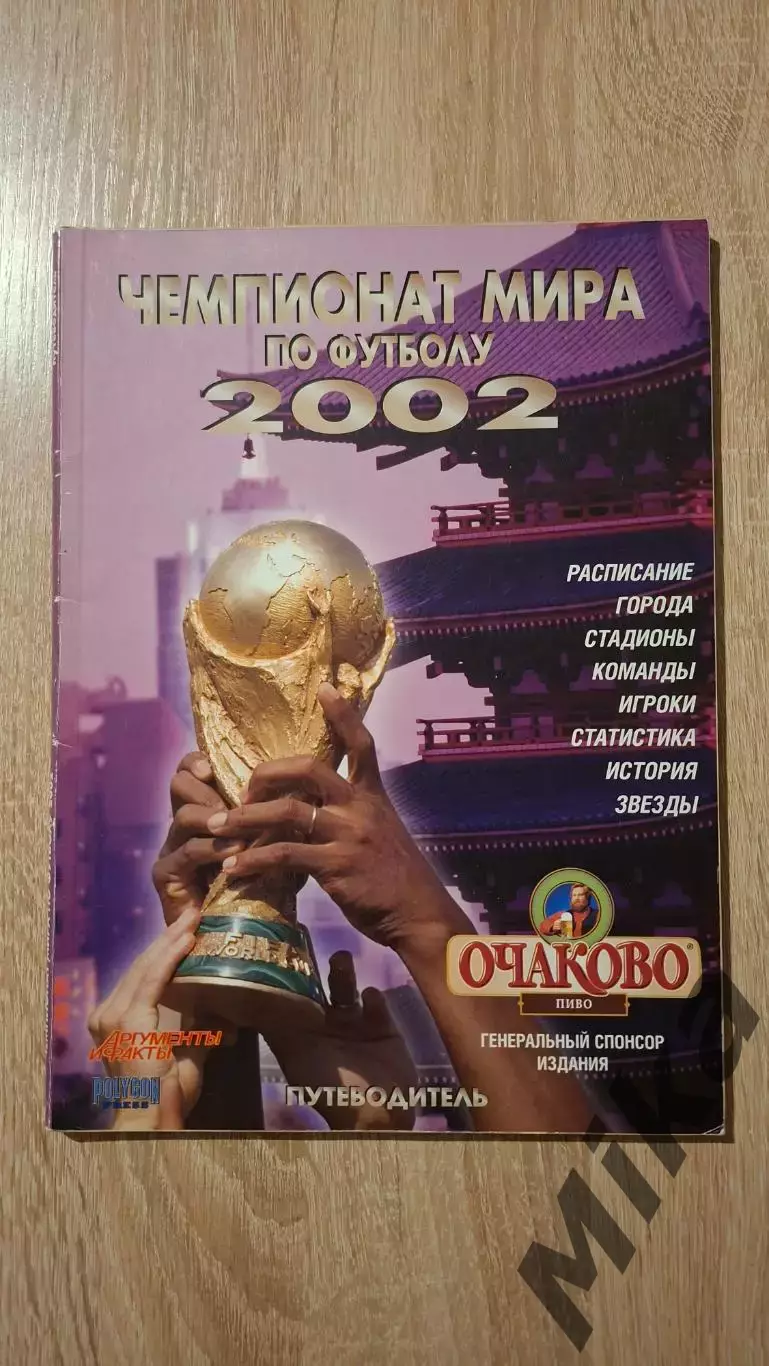 ЧЕМПИОНАТ МИРА
ПО ФУТБОЛУ
2002
РАСПИСАНИЕ
ГОРОДА
СТАДИОНЫ
КОМАНДЫ
ИГРОКИ
СТАТИСТИКА
ИСТОРИЯ
ЗВЕЗДЫ
ОЧАКОВО®
ПИВО
ГЕНЕРАЛЬНЫЙ СПОНСОР
ИЗДАНИЯ
АРГУМЕНТЫ
И ФАКТЫ
POLYGON
PRESS
ПУТЕВОДИТЕЛЬ
Mika